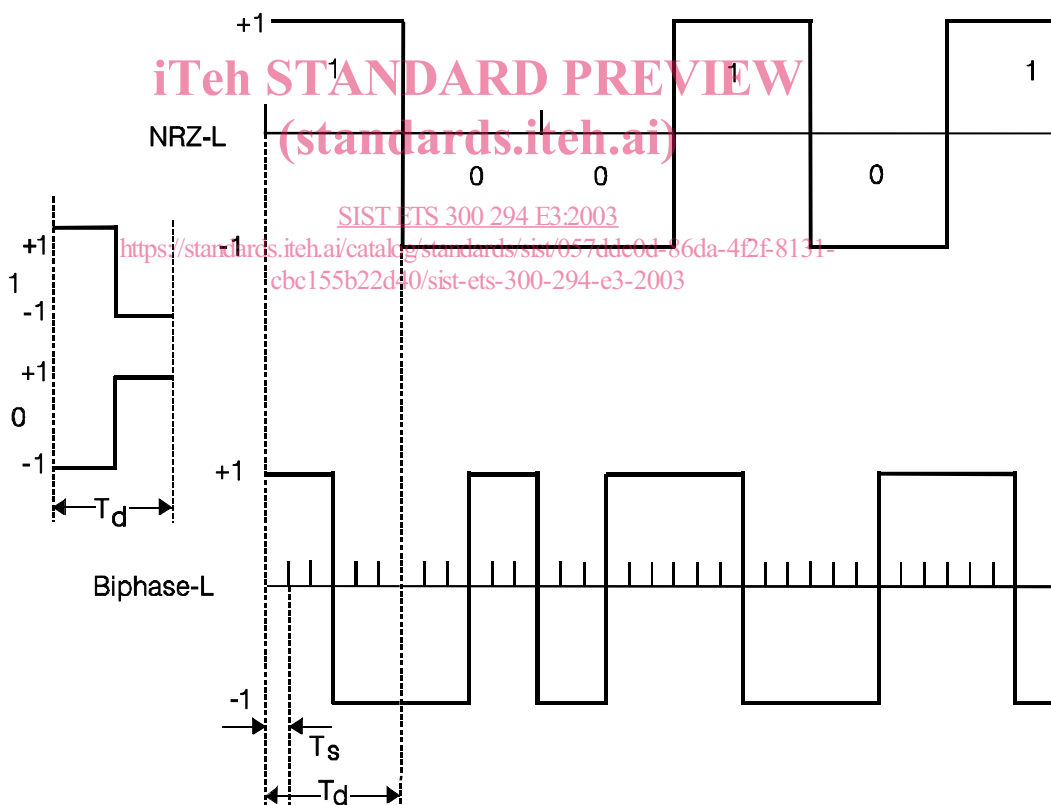 +1
iTeh STANDARD PREVIEW
1 1 1
NRZ-L
(standards.iteh.ai)
0 0 0
SIST ETS 300 294 E3:2003
-1
https://standards.iteh.ai/catalog/standards/sist/057ddc0d-86da-4f2f-8131-
cbc155b22d40/sist-ets-300-294-e3-2003
+1
1
-1
+1
0
-1
Td
+1
Biphase-L
-1
Ts
Td